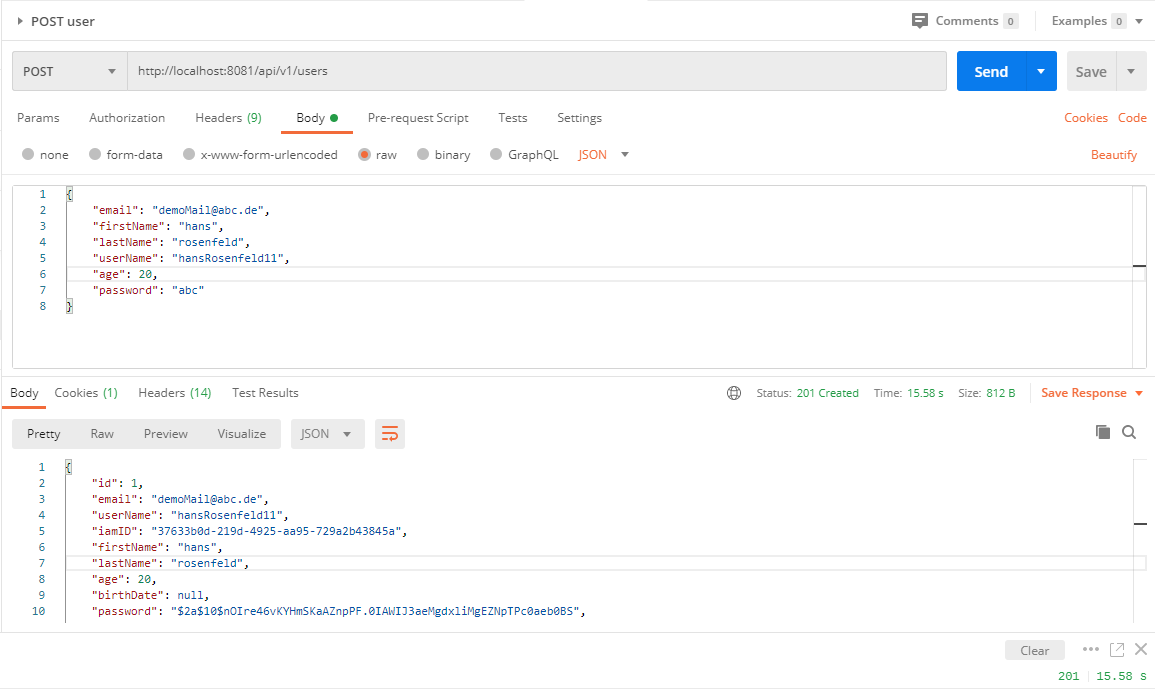 POST user
Comments 0 Examples 0
POST http://localhost:8081/api/v1/users Send Save
Params Authorization Headers (9) Body Pre-request Script Tests Settings Cookies Code
none form-data x-www-form-urlencoded raw binary GraphQL JSON Beautify
1 {
2 "email": "demoMail@abc.de",
3 "firstName": "hans",
4 "lastName": "rosenfeld",
5 "userName": "hansRosenfeld11",
6 "age": 20,
7 "password": "abc"
8 }
Body Cookies (1) Headers (14) Test Results Status: 201 Created Time: 15.58 s Size: 812 B Save Response
Pretty Raw Preview Visualize JSON
1 {
2 "id": 1,
3 "email": "demoMail@abc.de",
4 "userName": "hansRosenfeld11",
5 "iamID": "37633b0d-219d-4925-aa95-729a2b43845a",
6 "firstName": "hans",
7 "lastName": "rosenfeld",
8 "age": 20,
9 "birthDate": null,
10 "password": "$2a$10$nOIre46vKYHmSKaAZnpPF.0IAWIJ3aeMgdxliMgEZNpTPc0aeb0BS",
Clear
201 15.58 s